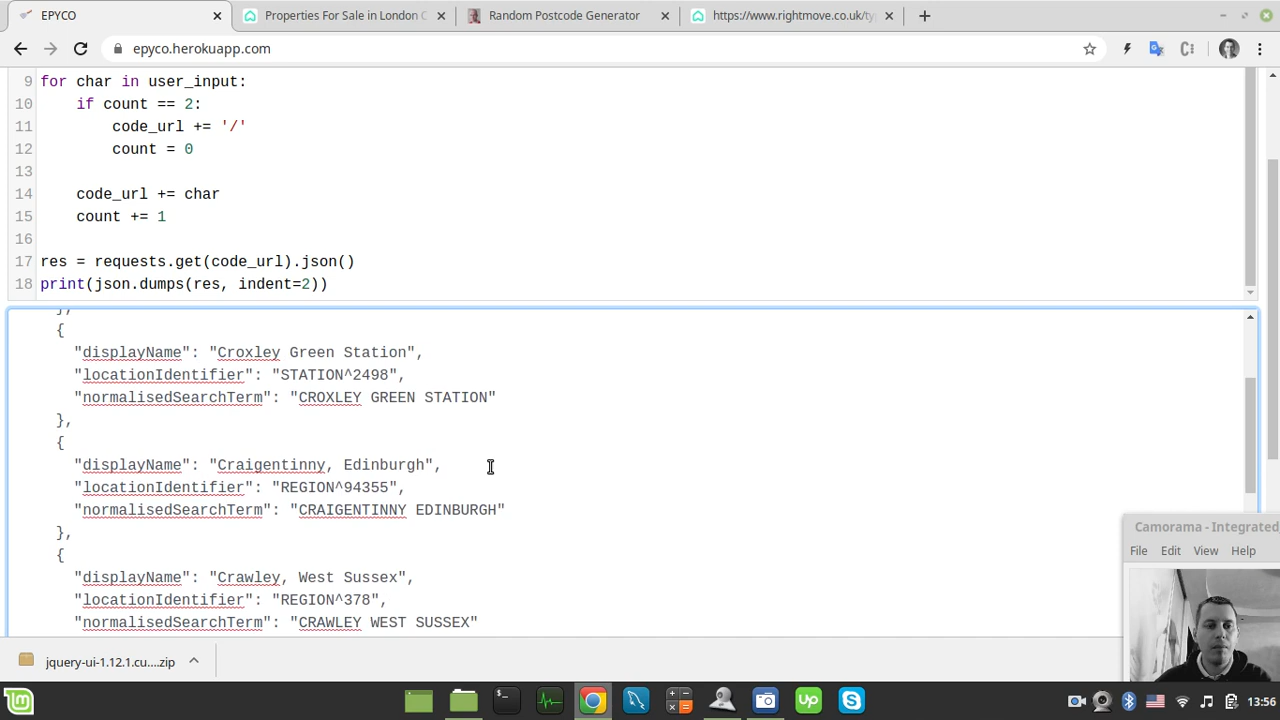 EPYCO
Properties For Sale in London C
Random Postcode Generator
https://www.rightmove.co.uk/ty
epyco.herokuapp.com
9 for char in user_input:
10 if count == 2:
11 code_url += '/'
12 count = 0
13
14 code_url += char
15 count += 1
16
17 res = requests.get(code_url).json()
18 print(json.dumps(res, indent=2))
},
{
"displayName": "Croxley Green Station",
"locationIdentifier": "STATION^2498",
"normalisedSearchTerm": "CROXLEY GREEN STATION"
},
{
"displayName": "Craigentinny, Edinburgh",
"locationIdentifier": "REGION^94355",
"normalisedSearchTerm": "CRAIGENTINNY EDINBURGH"
},
{
"displayName": "Crawley, West Sussex",
"locationIdentifier": "REGION^378",
"normalisedSearchTerm": "CRAWLEY WEST SUSSEX"
Camorama - Integrated
File Edit View Help
jquery-ui-1.12.1.cu....zip
Up
13:56